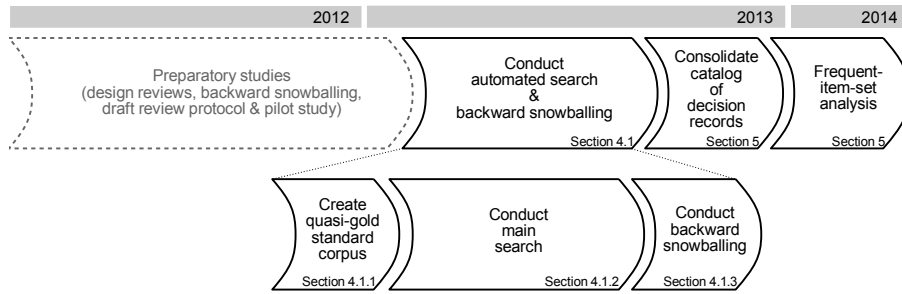 2012
2013
2014
Preparatory studies
(design reviews, backward snowballing,
draft review protocol & pilot study)
Conduct
automated search
&
backward snowballing
Section 4.1
Consolidate
catalog
of
decision
records
Section 5
Frequent-
item-set
analysis
Section 5
Create
quasi-gold
standard
corpus
Section 4.1.1
Conduct
main
search
Section 4.1.2
Conduct
backward
snowballing
Section 4.1.3